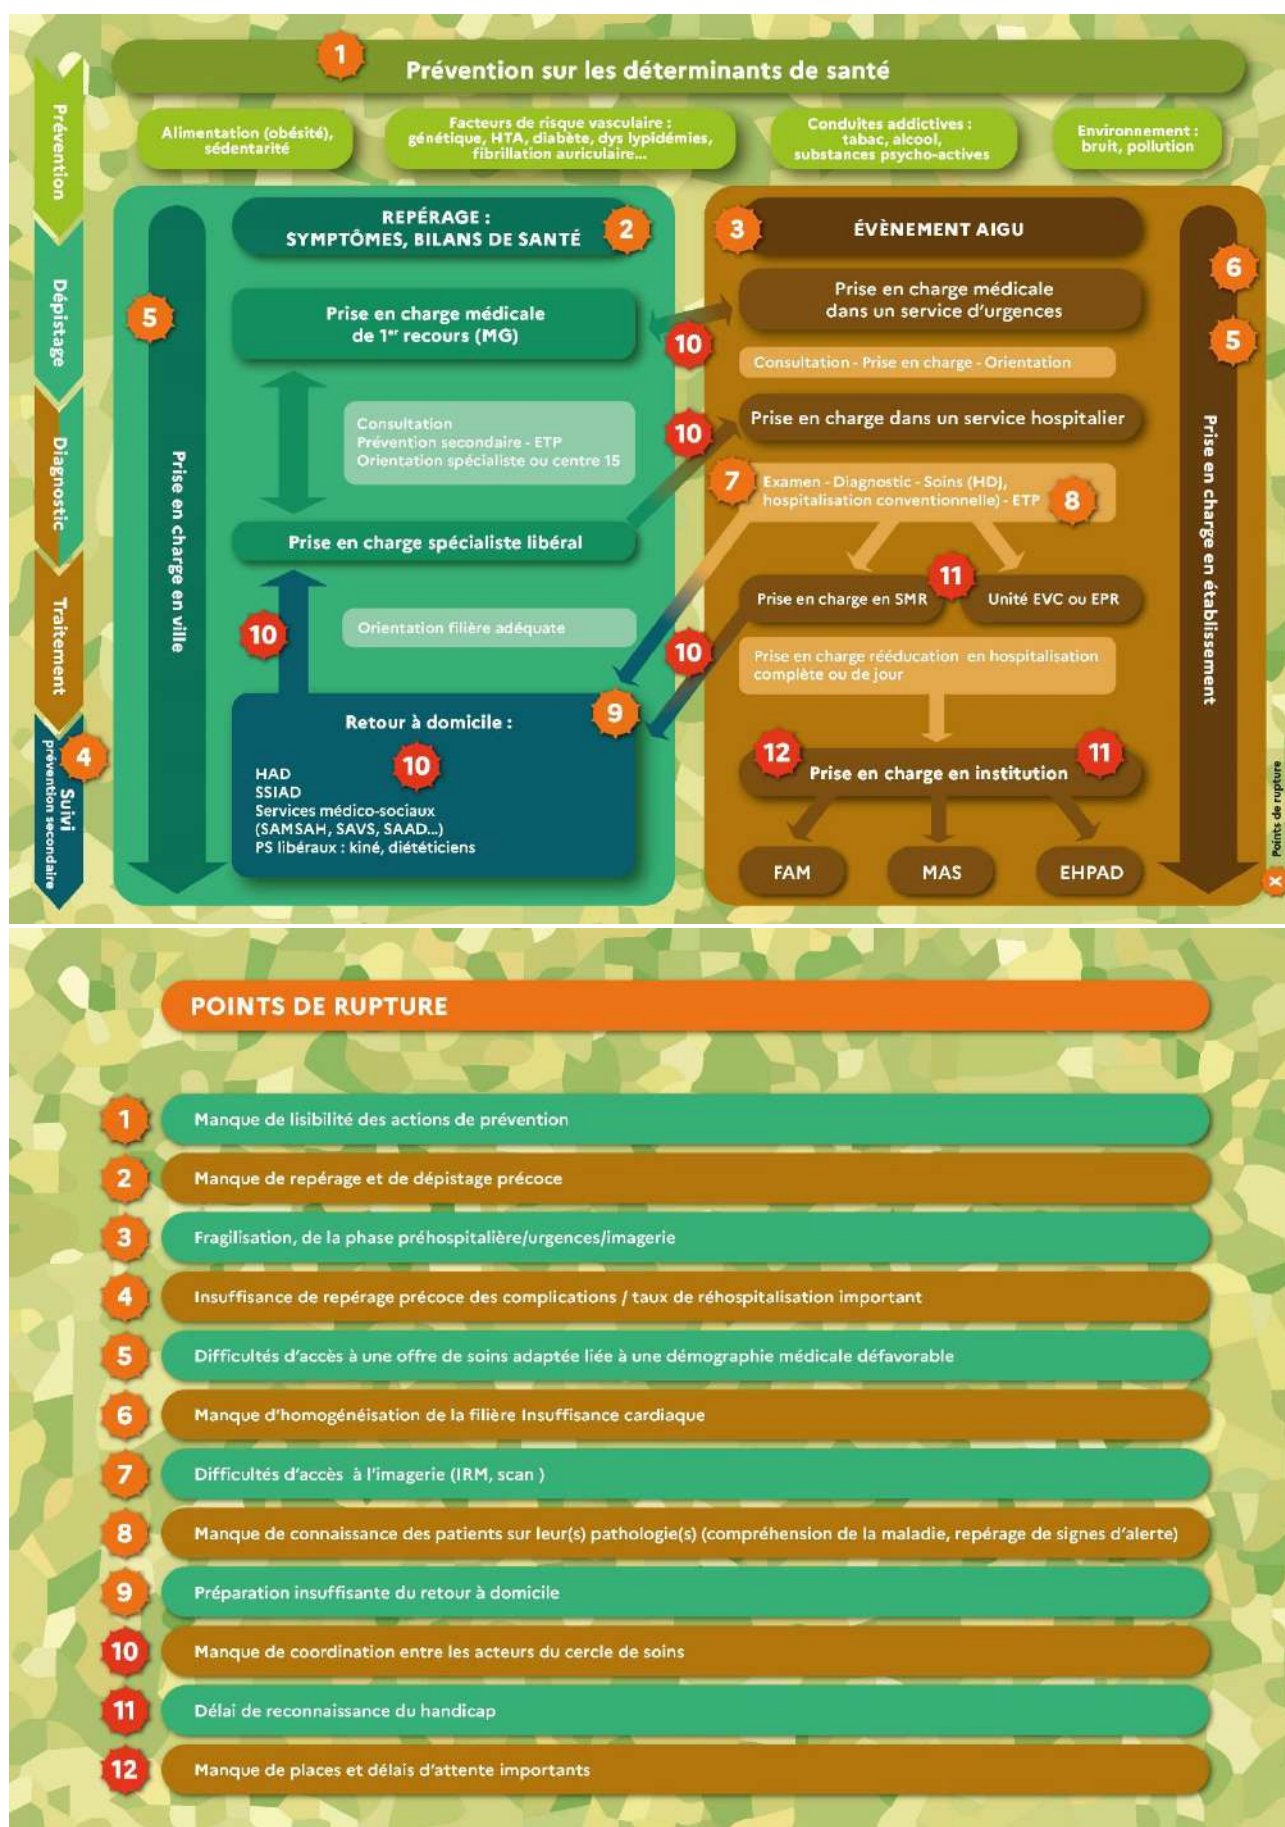 1
Prévention sur les déterminants de santé
Prévention
Dépistage
Diagnostic
Traitement
4
Suivi
prévention secondaire
Alimentation (obésité),
sédentarité
Facteurs de risque vasculaire :
génétique, HTA, diabète, dys lypidémies,
fibrillation auriculaire...
Conduites addictives :
tabac, alcool,
substances psycho-actives
Environnement :
bruit, pollution
5
Prise en charge en ville
REPÉRAGE :
SYMPTÔMES, BILANS DE SANTÉ
2
Prise en charge médicale
de 1er recours (MG)
10
Consultation
Prévention secondaire - ETP
Orientation spécialiste ou centre 15
10
Prise en charge spécialiste libéral
10
Orientation filière adéquate
10
Retour à domicile :
9
10
HAD
SSIAD
Services médico-sociaux
(SAMSAH, SAVS, SAAD...)
PS libéraux : kiné, diététiciens
3
ÉVÈNEMENT AIGU
Prise en charge médicale
dans un service d'urgences
Consultation - Prise en charge - Orientation
Prise en charge dans un service hospitalier
7
Examen - Diagnostic - Soins (HDJ,
hospitalisation conventionnelle) - ETP
8
11
Prise en charge en SMR
Unité EVC ou EPR
Prise en charge rééducation en hospitalisation
complète ou de jour
12
Prise en charge en institution
11
FAM
MAS
EHPAD
6
5
Prise en charge en établissement
X Points de rupture
POINTS DE RUPTURE
1 Manque de lisibilité des actions de prévention
2 Manque de repérage et de dépistage précoce
3 Fragilisation, de la phase préhospitalière/urgences/imagerie
4 Insuffisance de repérage précoce des complications / taux de réhospitalisation important
5 Difficultés d'accès à une offre de soins adaptée liée à une démographie médicale défavorable
6 Manque d'homogénéisation de la filière Insuffisance cardiaque
7 Difficultés d'accès à l'imagerie (IRM, scan )
8 Manque de connaissance des patients sur leur(s) pathologie(s) (compréhension de la maladie, repérage de signes d'alerte)
9 Préparation insuffisante du retour à domicile
10 Manque de coordination entre les acteurs du cercle de soins
11 Délai de reconnaissance du handicap
12 Manque de places et délais d'attente importants